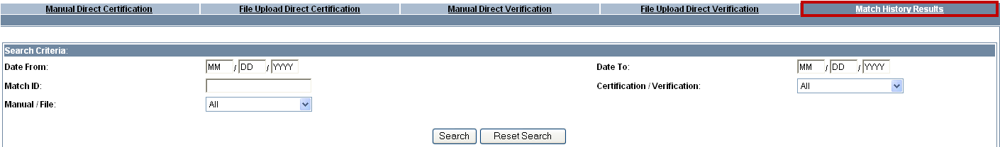 Manual Direct Certification File Upload Direct Certification Manual Direct Verification File Upload Direct Verification Match History Results
Search Criteria:
Date From: MM / DD / YYYY Date To: MM / DD / YYYY
Match ID: Certification / Verification: All
Manual / File: All
Search Reset Search